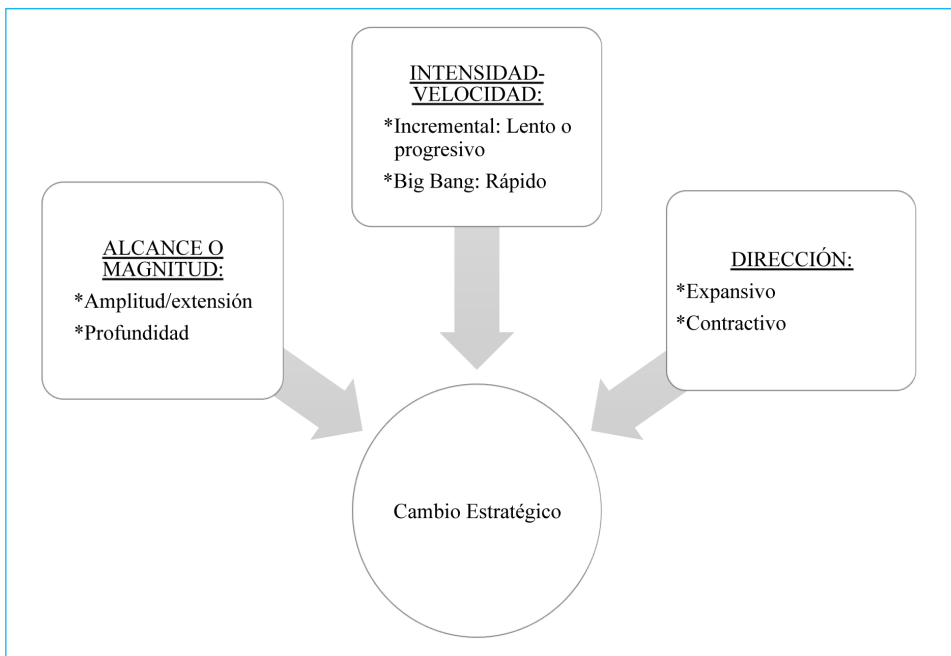 INTENSIDAD-
VELOCIDAD:
*Incremental: Lento o
progresivo
*Big Bang: Rápido
ALCANCE O
MAGNITUD:
*Amplitud/extensión
*Profundidad
DIRECCIÓN:
*Expansivo
*Contractivo
Cambio Estratégico